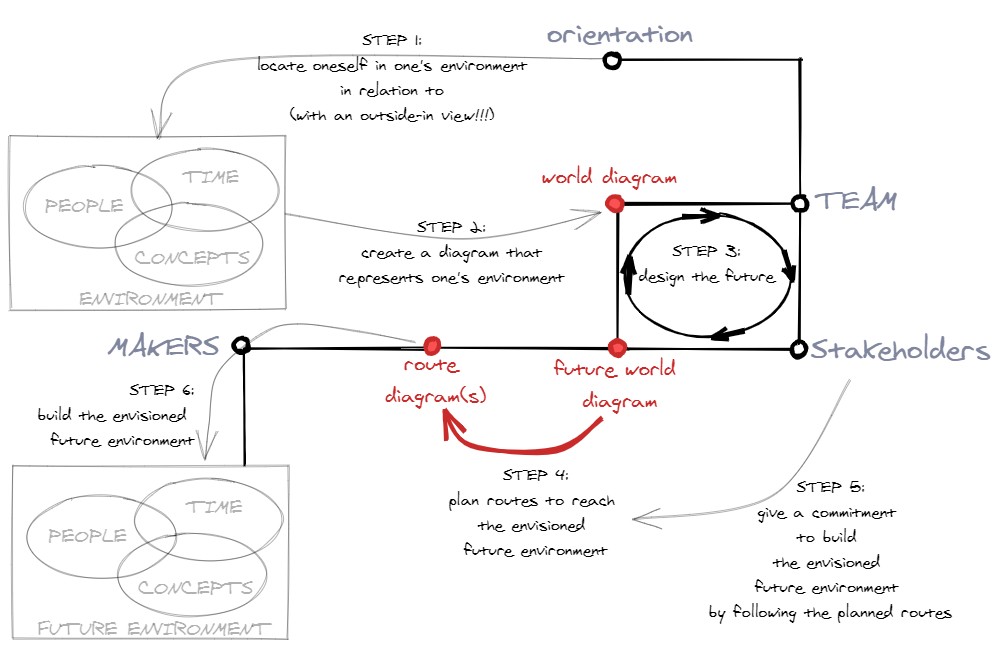 orientation
STEP 1:
locate oneself in one's environment
in relation to
(with an outside-in view!!!)
TIME
PEOPLE
CONCEPTS
ENVIRONMENT
world diagram
TEAM
STEP 2:
create a diagram that
represents one's environment
STEP 3:
design the future
MAKERS
Stakeholders
route
diagram(s)
future world
diagram
STEP 6:
build the envisioned
future environment
STEP 4:
plan routes to reach
the envisioned
future environment
STEP 5:
give a commitment
to build
the envisioned
future environment
by following the planned routes
TIME
PEOPLE
CONCEPTS
FUTURE ENVIRONMENT